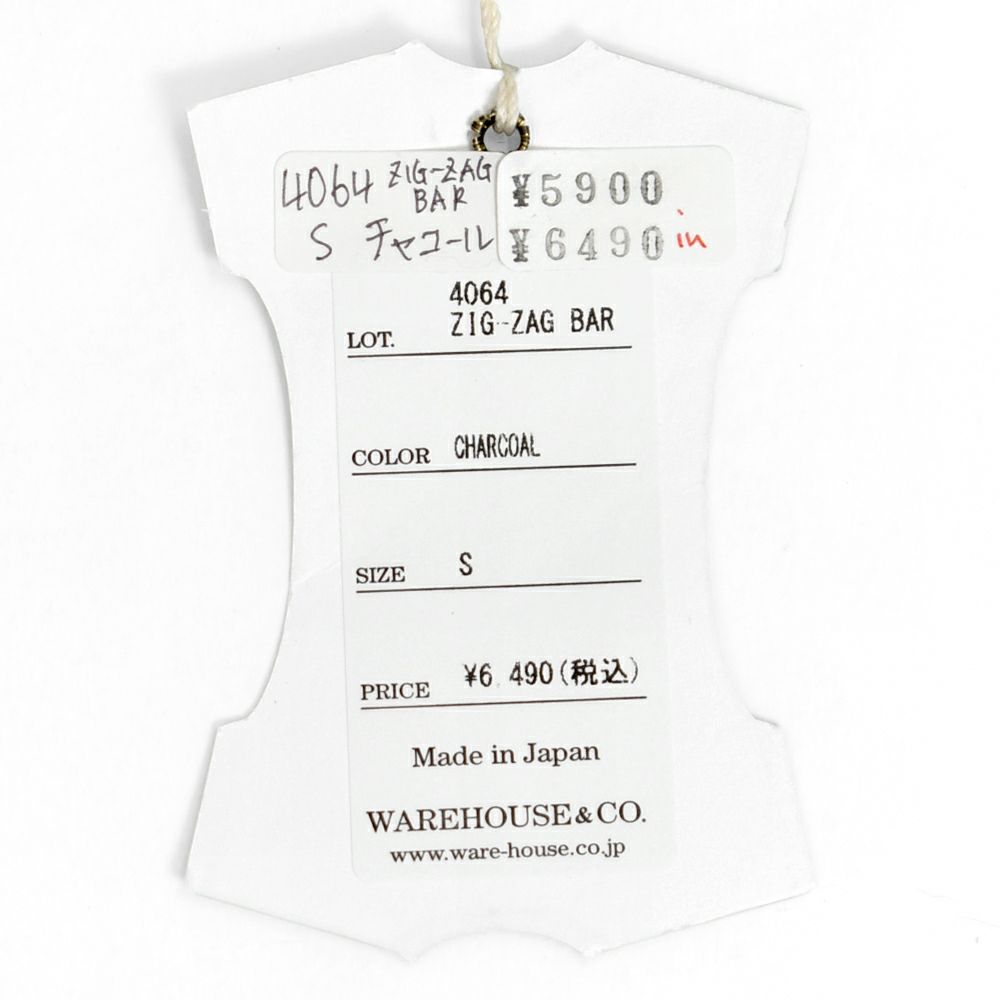 4064 ZIG-ZAG
BAR
S チャコール
¥5900
¥6490 in
4064
LOT. ZIG-ZAG BAR
COLOR CHARCOAL
SIZE S
PRICE ¥6,490(税込)
Made in Japan
WAREHOUSE & CO.
www.ware-house.co.jp